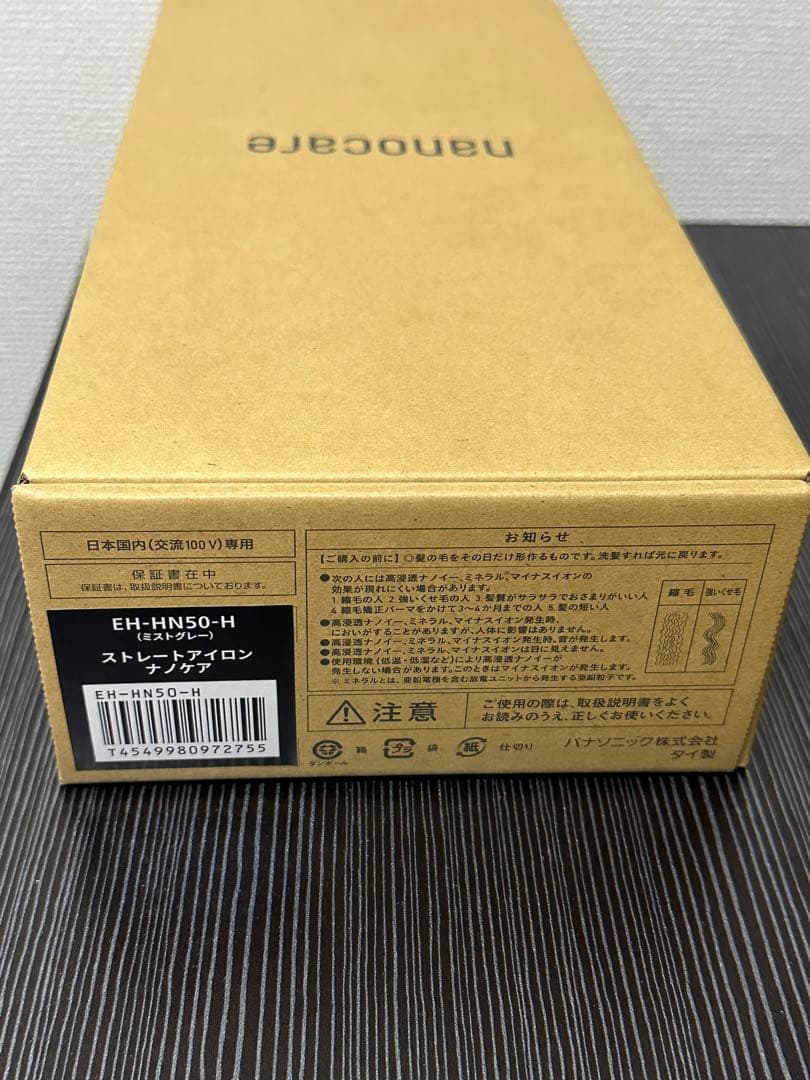 nanocare
日本国内(交流100V)専用
保証書在中
保証書は、取扱説明書についております。
EH-HN50-H
(ミストグレー)
ストレートアイロン
ナノケア
EH-HN50-H
T4549980972755
お知らせ
【ご購入の前に】◎髪の毛をその日だけ形作るものです。洗髪すれば元に戻ります。
●次の人には高浸透ナノイー、ミネラル、マイナスイオンの
効果が現れにくい場合があります。
1.縮毛の人 2.強いくせ毛の人 3.髪質がサラサラでおさまりがいい人
4.縮毛矯正パーマをかけて3〜4か月までの人 5.髪の短い人
●高浸透ナノイー、ミネラル、マイナスイオン発生時、
においがすることがありますが、人体に影響はありません。
●高浸透ナノイー、ミネラル、マイナスイオン発生時、音が発生します。
●高浸透ナノイー、ミネラル、マイナスイオンは目に見えません。
●使用環境(低温・低湿など)により高浸透ナノイーが
発生しない場合があります。このときはマイナスイオンが発生します。
※ミネラルとは、亜鉛電極を含む放電ユニットから発生する亜鉛粒子です。
縮毛
強いくせ毛
注意
ご使用の際は、取扱説明書をよく
お読みのうえ、正しくお使いください。
ダンボール
箱
プラ
袋
紙
仕切り
パナソニック株式会社
タイ製